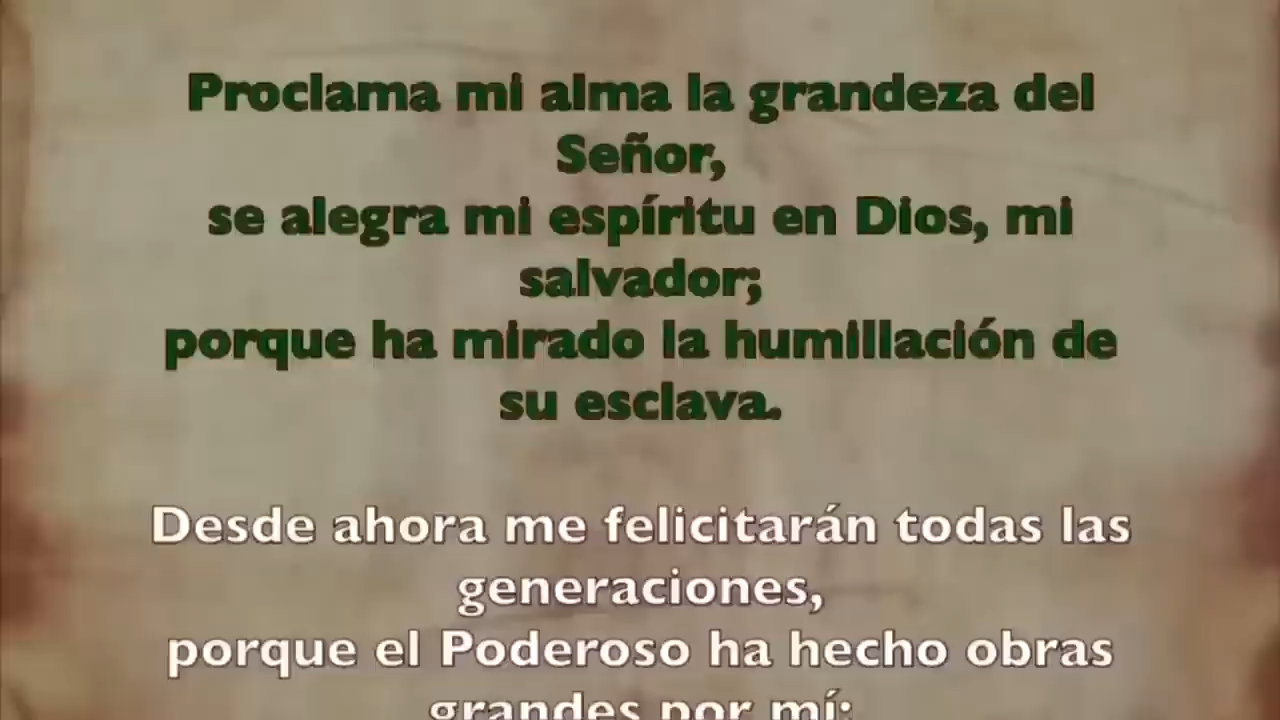 Proclama mi alma la grandeza del
Señor,
se alegra mi espíritu en Dios, mi
salvador;
porque ha mirado la humillación de
su esclava.
Desde ahora me felicitarán todas las
generaciones,
porque el Poderoso ha hecho obras
grandes por mí: